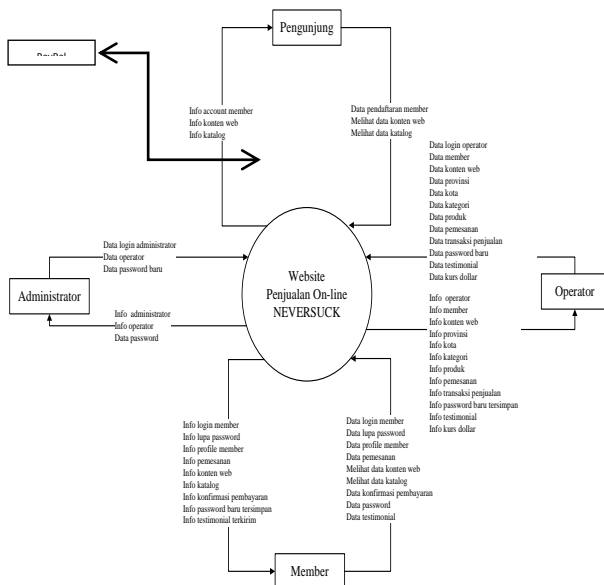 Pengunjung
Info account member
Info konten web
Info katalog
Data pendaftaran member
Melihat data konten web
Melihat data katalog
Data login operator
Data member
Data konten web
Data provinsi
Data kota
Data kategori
Data produk
Data pemesanan
Data transaksi penjualan
Data password baru
Data testimonial
Data kurs dollar
Data login administrator
Data operator
Data password baru
Administrator
Info administrator
Info operator
Data password
Website
Penjualan On-line
NEVERSUCK
Operator
Info operator
Info member
Info konten web
Info provinsi
Info kota
Info kategori
Info produk
Info pemesanan
Info transaksi penjualan
Info password baru tersimpan
Info testimonial
Info kurs dollar
Info login member
Info lupa password
Info profile member
Info pemesanan
Info konten web
Info katalog
Info konfirmasi pembayaran
Info password baru tersimpan
Info testimonial terkirim
Data login member
Data lupa password
Data profile member
Data pemesanan
Melihat data konten web
Melihat data katalog
Data konfirmasi pembayaran
Data password
Data testimonial
Member